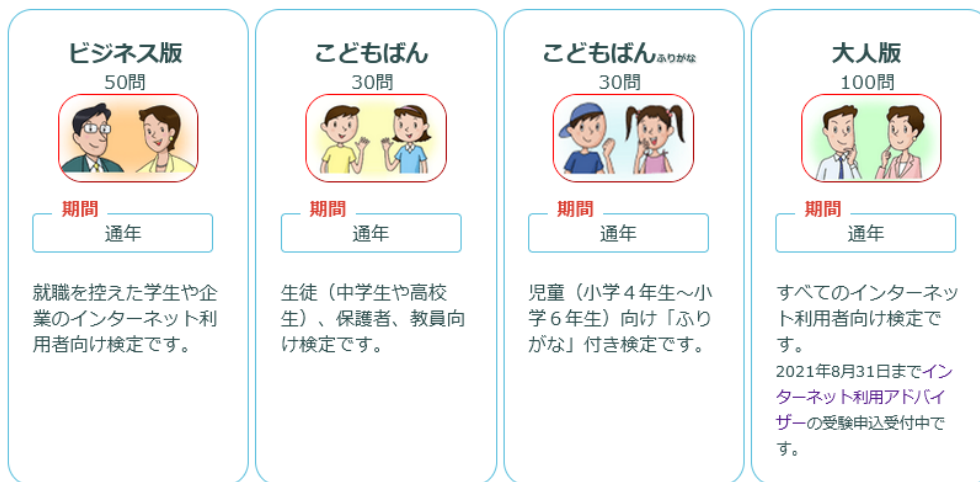 ビジネス版
50問
期間
通年
就職を控えた学生や企
業のインターネット利
用者向け検定です。
こどもばん
30問
期間
通年
生徒（中学生や高校
生）、保護者、教員向
け検定です。
こどもばんふりがな
30問
期間
通年
児童（小学４年生～小
学６年生）向け「ふり
がな」付き検定です。
大人版
100問
期間
通年
すべてのインターネッ
ト利用者向け検定で
す。
2021年8月31日までイン
ターネット利用アドバイ
ザーの受験申込受付中で
す。